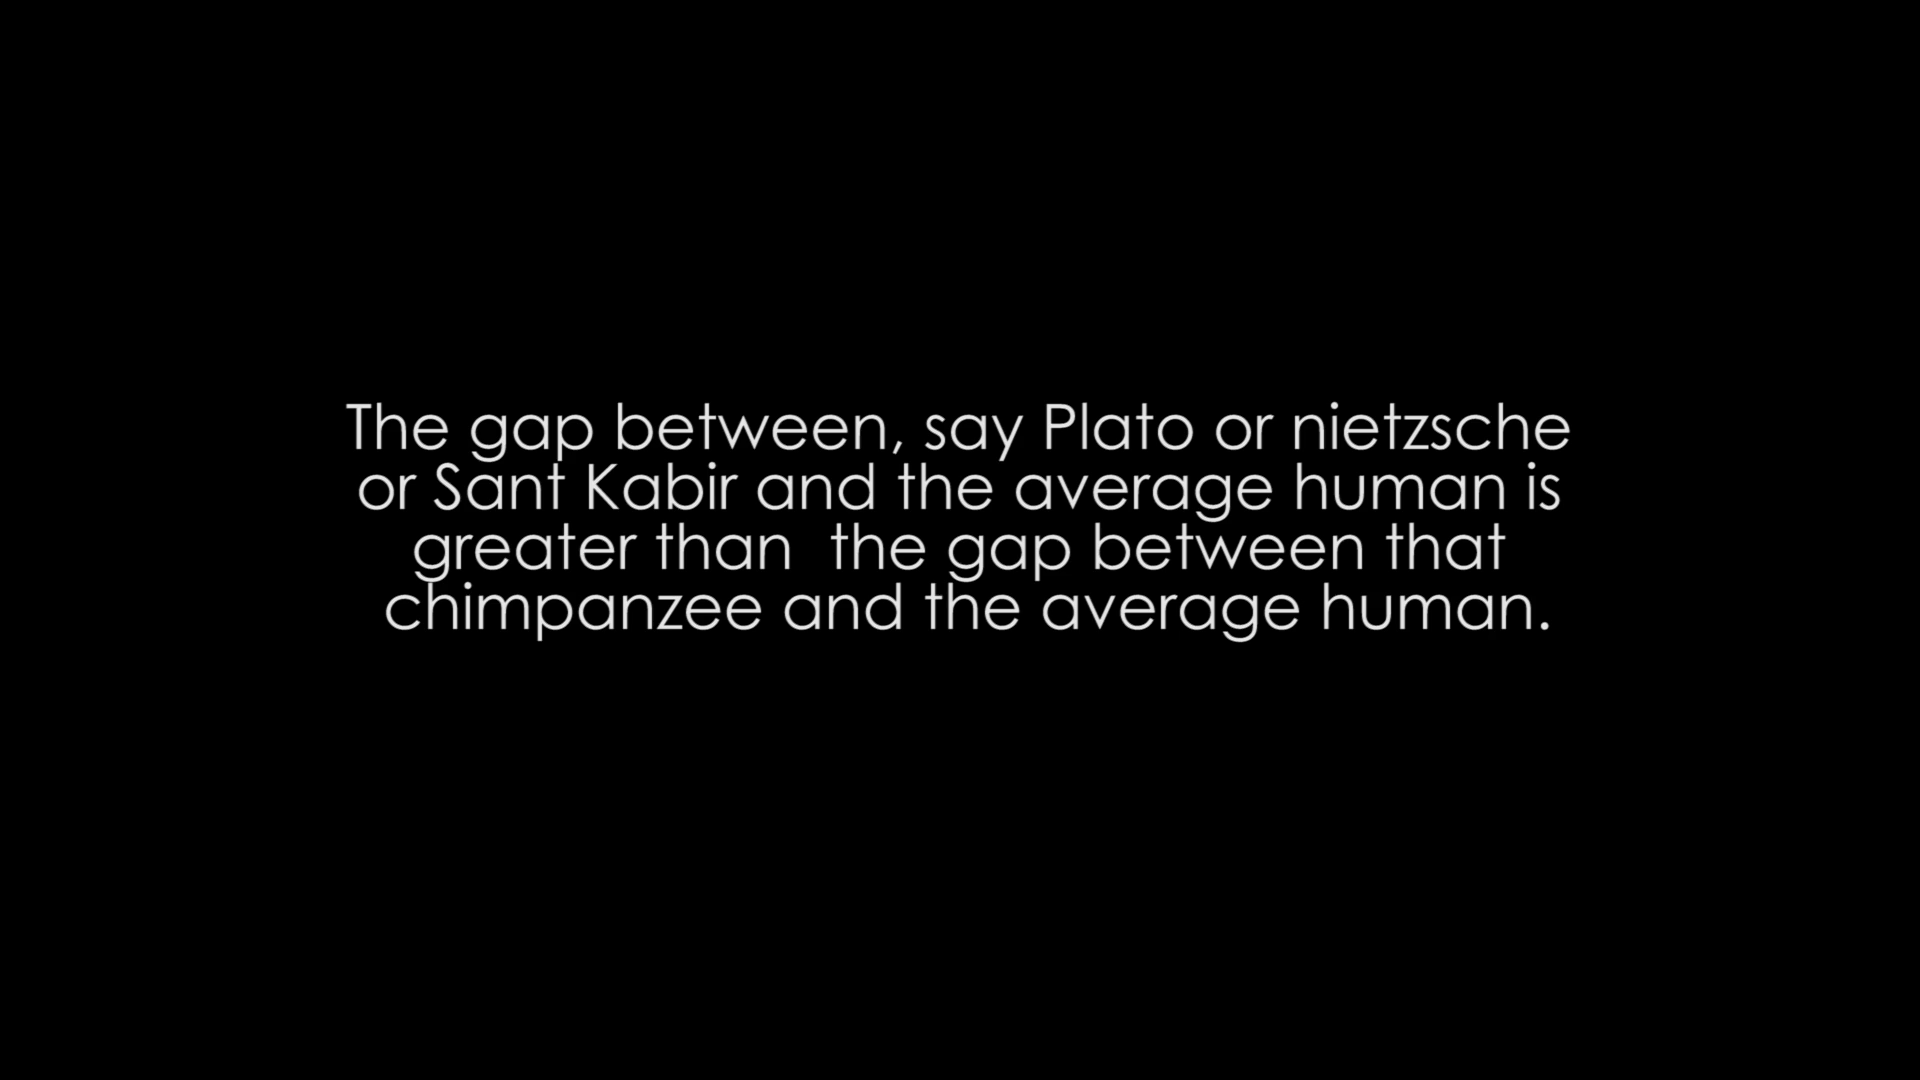 The gap between, say Plato or nietzsche
or Sant Kabir and the average human is
greater than  the gap between that
chimpanzee and the average human.